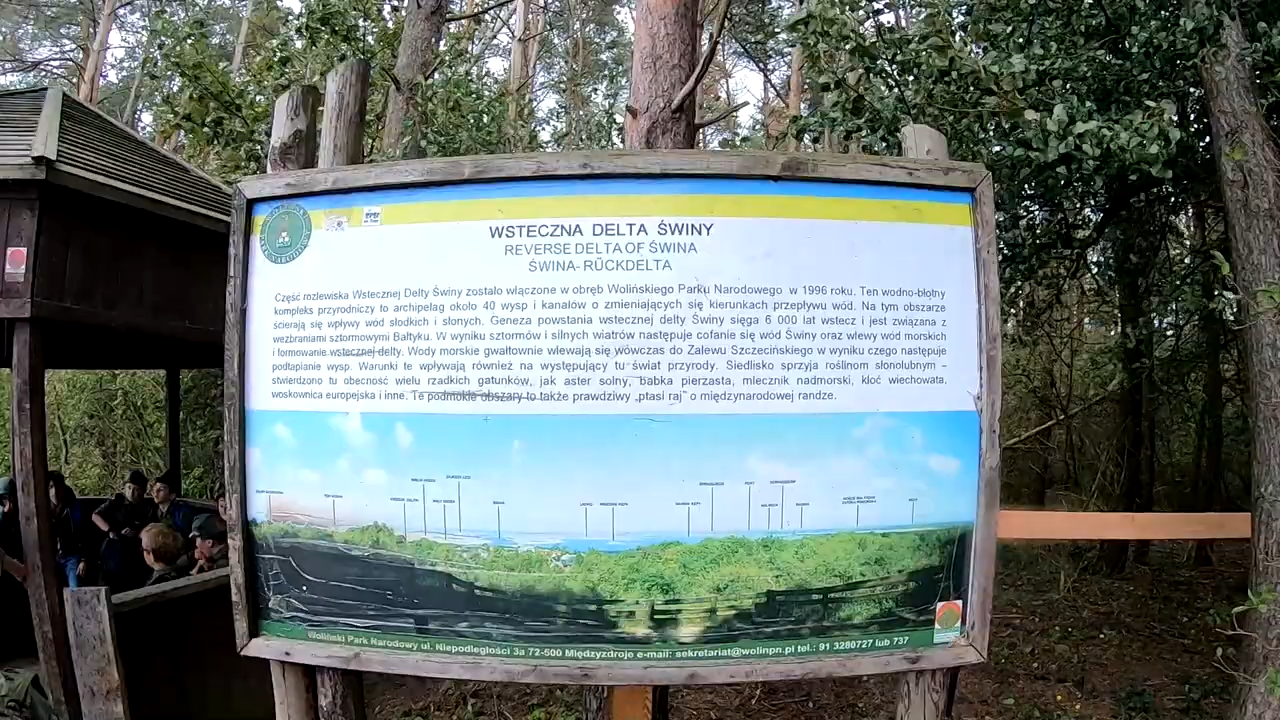 WSTECZNA DELTA ŚWINY
REVERSE DELTA OF ŚWINA
ŚWINA- RÜCKDELTA
Część rozlewiska Wstecznej Delty Świny zostało włączone w obręb Wolińskiego Parku Narodowego w 1996 roku. Ten wodno-błotny
kompleks przyrodniczy to archipelag około 40 wysp i kanałów o zmieniających się kierunkach przepływu wód. Na tym obszarze
ścierają się wpływy wód słodkich i słonych. Geneza powstania wstecznej delty Świny sięga 6 000 lat wstecz i jest związana z
wezbraniami sztormowymi Bałtyku. W wyniku sztormów i silnych wiatrów następuje cofanie się wód Świny oraz wlewy wód morskich
i formowanie wstecznej delty. Wody morskie gwałtownie wlewają się wówczas do Zalewu Szczecińskiego w wyniku czego następuje
podtapianie wysp. Warunki te wpływają również na występujący tu świat przyrody. Siedlisko sprzyja roślinom słonolubnym –
stwierdzono tu obecność wielu rzadkich gatunków, jak aster solny, babka pierzasta, mlecznik nadmorski, kłoć wiechowata,
woskownica europejska i inne. Te podmokłe obszary to także prawdziwy „ptasi raj” o międzynarodowej randze.
Woliński Park Narodowy ul. Niepodległości 3a 72-500 Międzyzdroje e-mail: sekretariat@wolinpn.pl tel.: 91 3280727 lub 737